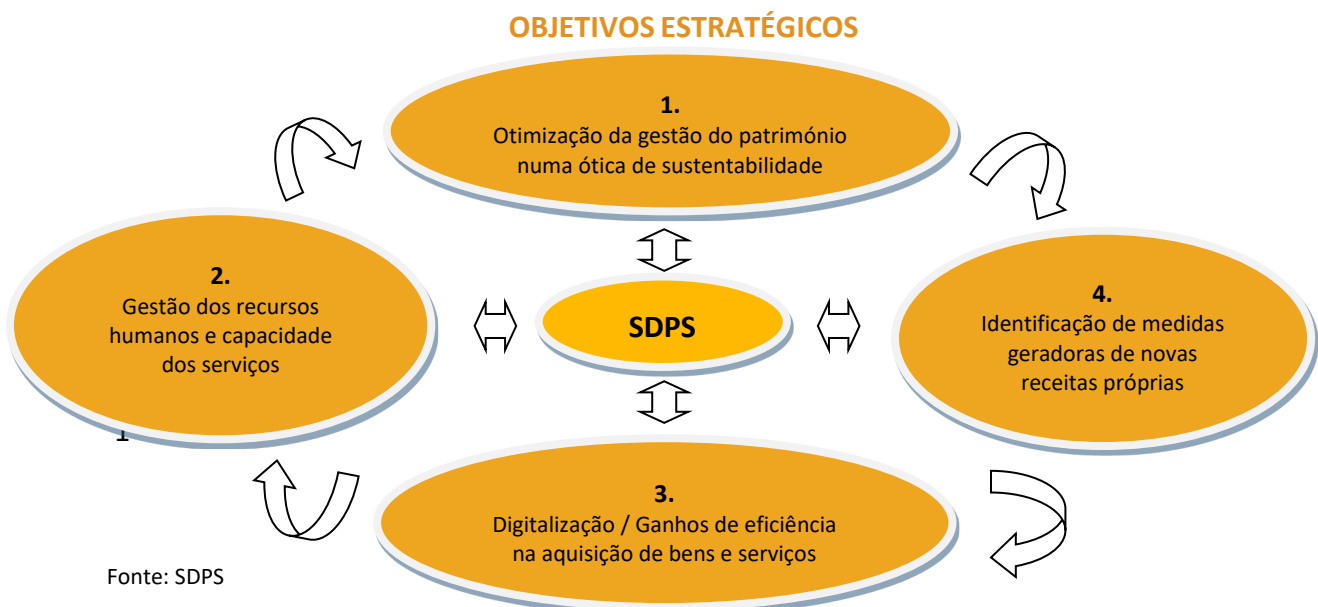 OBJETIVOS ESTRATÉGICOS
1.
Otimização da gestão do património
numa ótica de sustentabilidade
2.
Gestão dos recursos
humanos e capacidade
dos serviços
SDPS
4.
Identificação de medidas
geradoras de novas
receitas próprias
3.
Digitalização / Ganhos de eficiência
na aquisição de bens e serviços
Fonte: SDPS